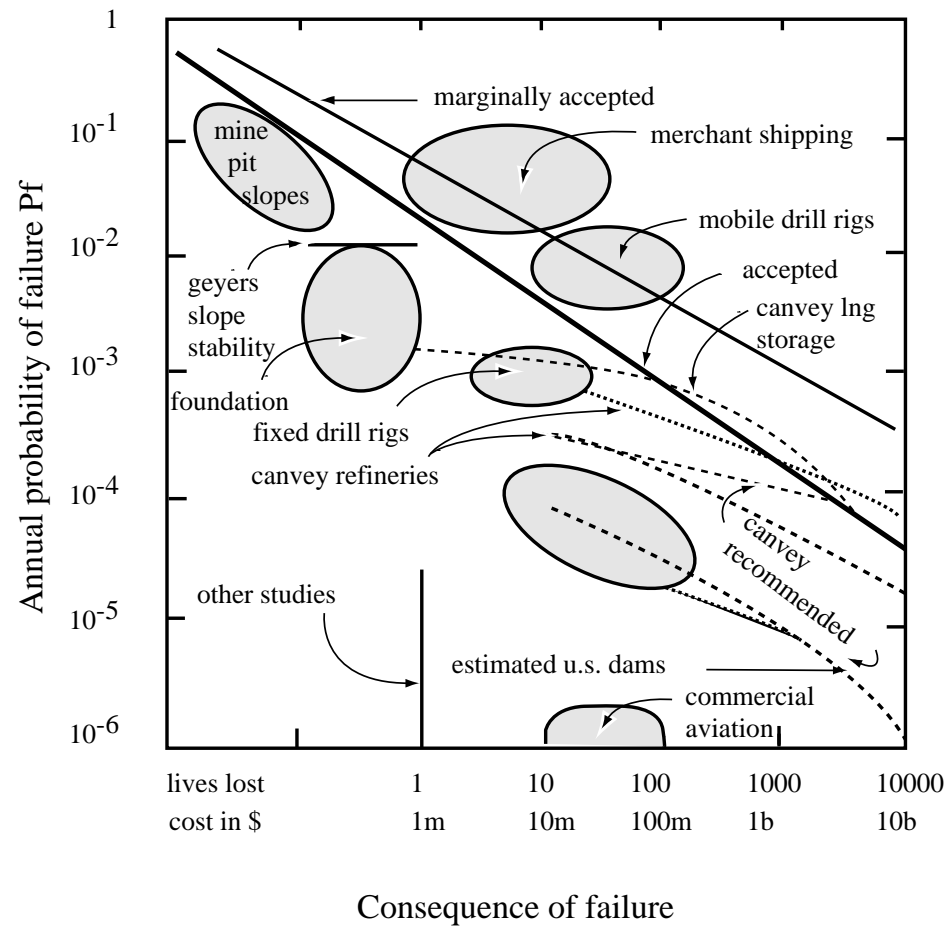 1
marginally accepted
10-1
mine
pit
slopes
merchant shipping
mobile drill rigs
10-2
accepted
geyers
slope
stability
canvey lng
storage
10-3
foundation
fixed drill rigs
canvey refineries
10-4
canvey
recommended
other studies
10-5
estimated u.s. dams
commercial
aviation
10-6
Annual probability of failure Pf
lives lost 1 10 100 1000 10000
cost in $ 1m 10m 100m 1b 10b
Consequence of failure